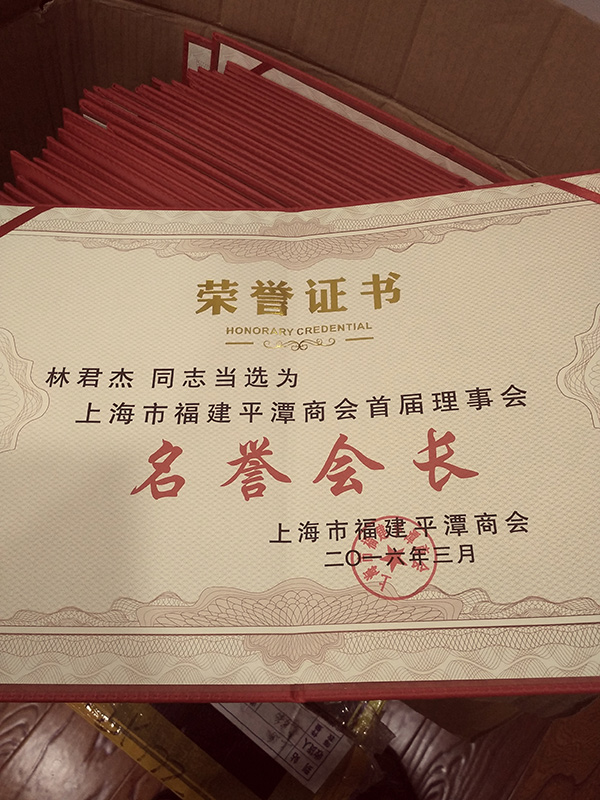 荣誉证书
HONORARY CREDENTIAL
林君杰 同志当选为
上海市福建平潭商会首届理事会
名誉会长
上海市福建平潭商会
二〇一六年三月